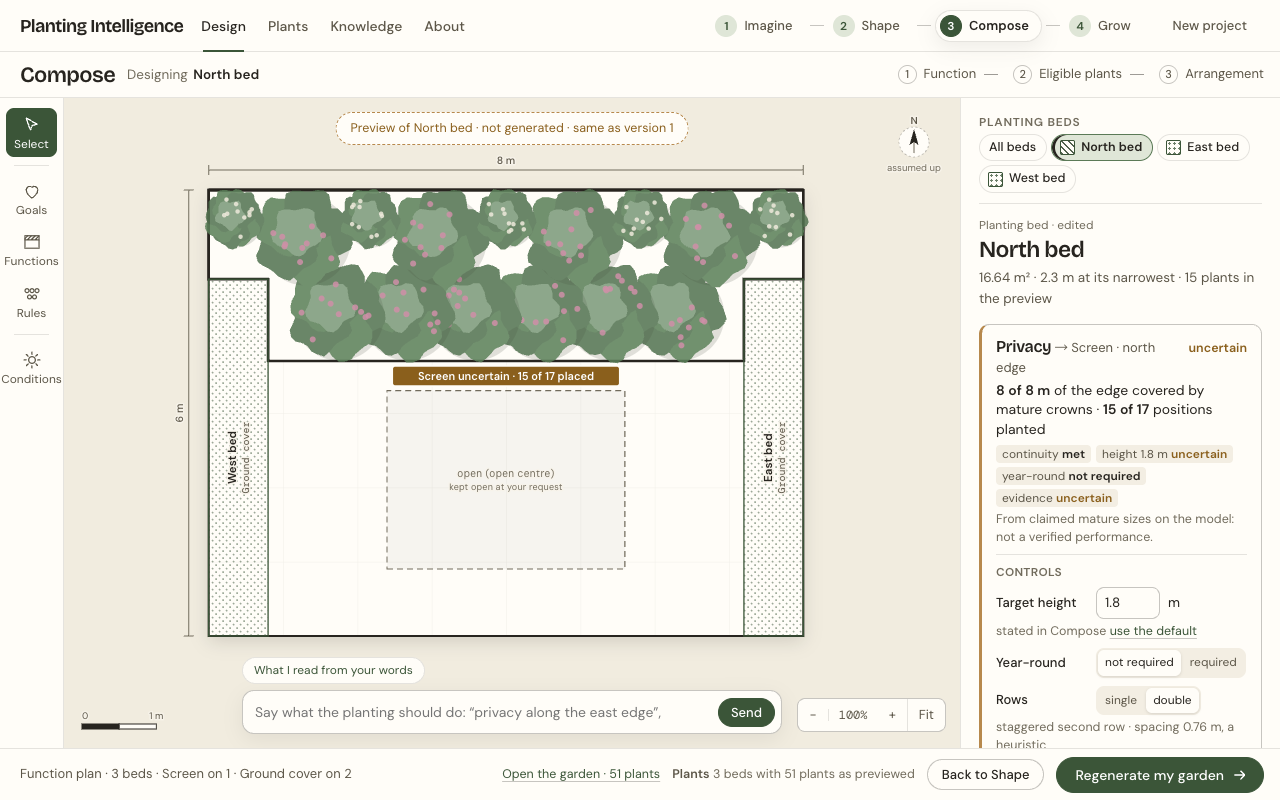 Planting Intelligence
Design
Plants
Knowledge
About
1 Imagine
2 Shape
3 Compose
4 Grow
New project
Compose
Designing North bed
1 Function
2 Eligible plants
3 Arrangement
Select
Goals
Functions
Rules
Conditions
Preview of North bed · not generated · same as version 1
N
assumed up
8 m
6 m
Screen uncertain · 15 of 17 placed
West bed
Ground cover
open (open centre)
kept open at your request
East bed
Ground cover
What I read from your words
Say what the planting should do: “privacy along the east edge”,
Send
0 1 m
− 100% + Fit
PLANTING BEDS
All beds
North bed
East bed
West bed
Planting bed · edited
North bed
16.64 m² · 2.3 m at its narrowest · 15 plants in
the preview
Privacy → Screen · north
edge
uncertain
8 of 8 m of the edge covered by
mature crowns · 15 of 17 positions
planted
continuity met
height 1.8 m uncertain
year-round not required
evidence uncertain
From claimed mature sizes on the model:
not a verified performance.
CONTROLS
Target height 1.8 m
stated in Compose use the default
Year-round not required required
Rows single double
staggered second row · spacing 0.76 m, a
heuristic
Function plan · 3 beds · Screen on 1 · Ground cover on 2
Open the garden · 51 plants
Plants 3 beds with 51 plants as previewed
Back to Shape
Regenerate my garden →